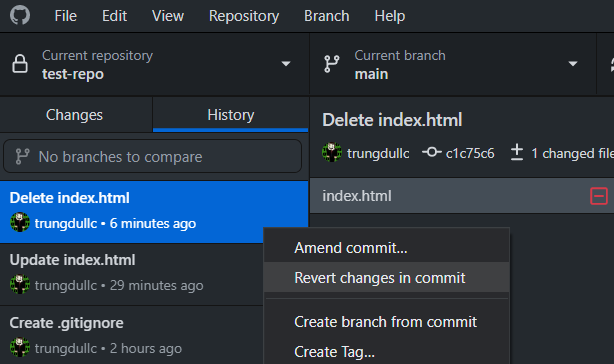 File Edit View Repository Branch Help
Current repository
test-repo
Current branch
main
Changes
History
No branches to compare
Delete index.html
trungdullc • 6 minutes ago
Update index.html
trungdullc • 29 minutes ago
Create .gitignore
trungdullc • 2 hours ago
Delete index.html
trungdullc c1c75c6 1 changed file
index.html
Amend commit...
Revert changes in commit
Create branch from commit
Create Tag...